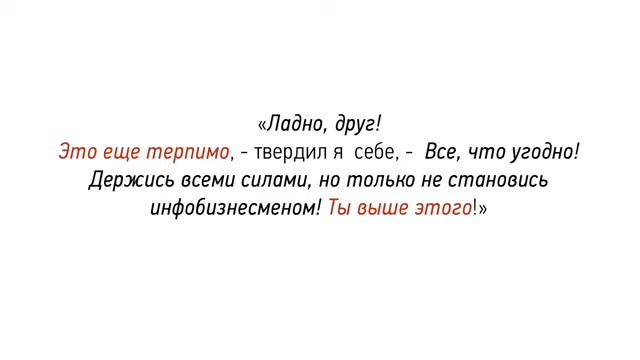 «Ладно, друг!
Это еще терпимо, - твердил я себе, - Все, что угодно!
Держись всеми силами, но только не становись
инфобизнесменом! Ты выше этого!»